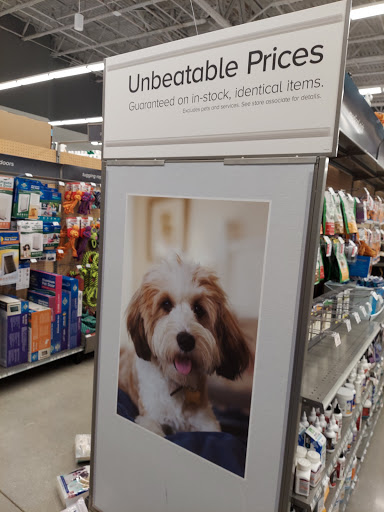 Unbeatable Prices
Guaranteed on in-stock, identical items.
Excludes pets and services. See store associate for details.